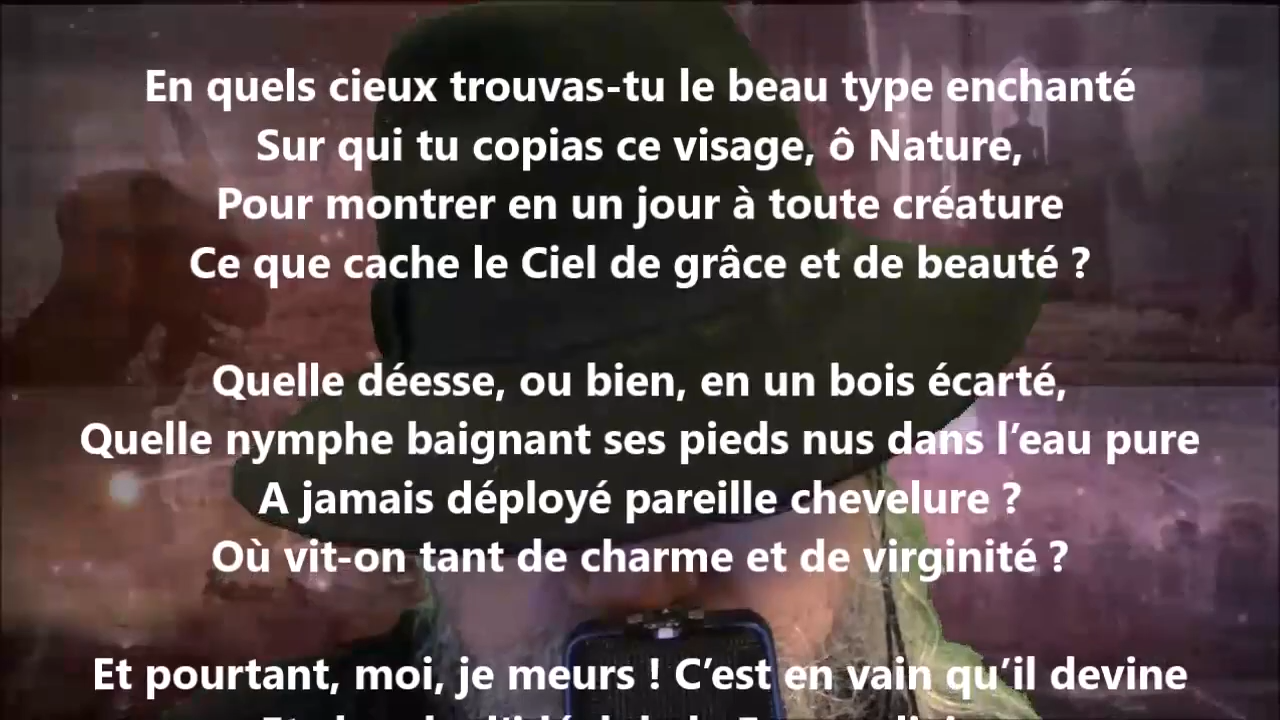 En quels cieux trouvas-tu le beau type enchanté
Sur qui tu copias ce visage, ô Nature,
Pour montrer en un jour à toute créature
Ce que cache le Ciel de grâce et de beauté ?
Quelle déesse, ou bien, en un bois écarté,
Quelle nymphe baignant ses pieds nus dans l’eau pure
A jamais déployé pareille chevelure ?
Où vit-on tant de charme et de virginité ?
Et pourtant, moi, je meurs ! C’est en vain qu’il devine